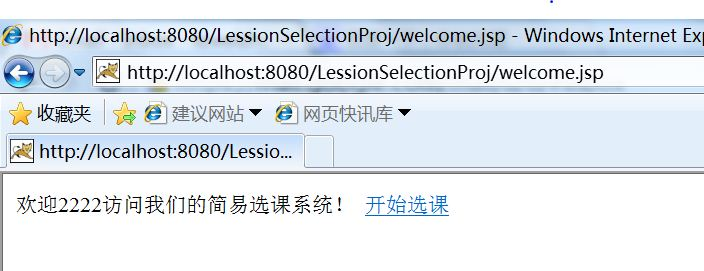 http://localhost:8080/LessionSelectionProj/welcome.jsp - Windows Internet Exp
http://localhost:8080/LessionSelectionProj/welcome.jsp
收藏夹 建议网站 网页快讯库
http://localhost:8080/Lessio...
欢迎2222访问我们的简易选课系统! 开始选课